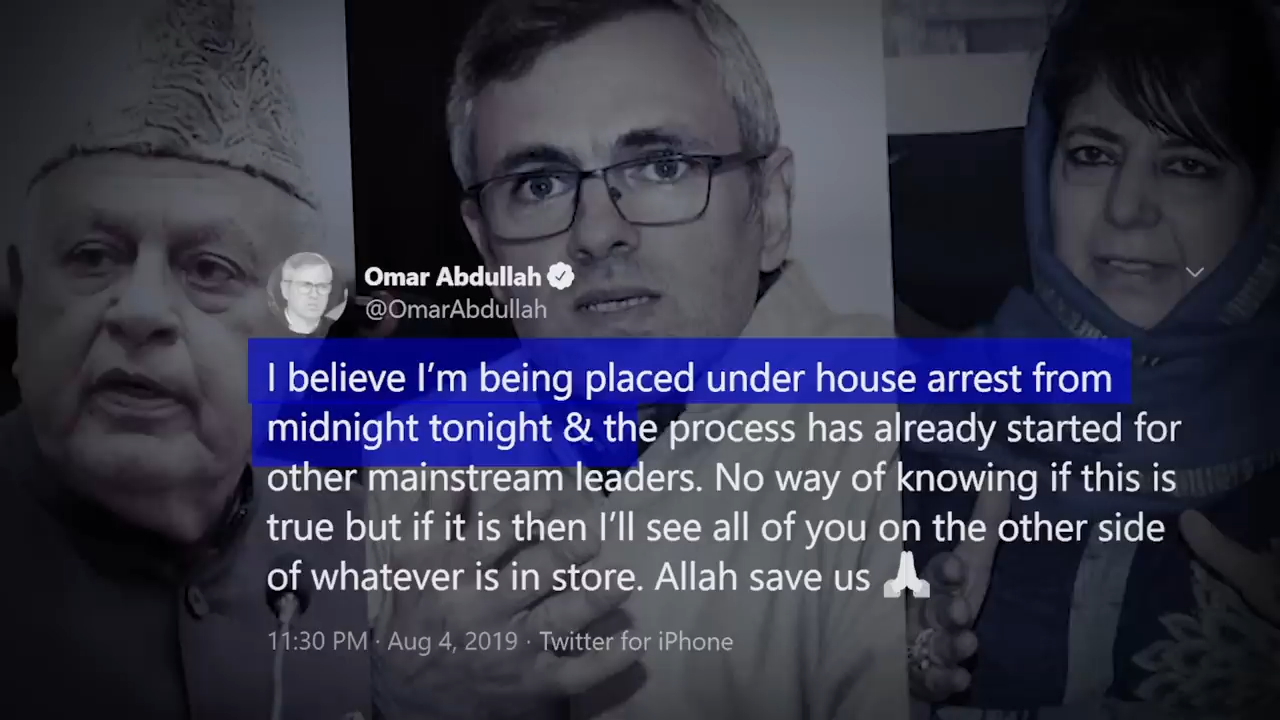 Omar Abdullah
@OmarAbdullah
I believe I’m being placed under house arrest from
midnight tonight & the process has already started for
other mainstream leaders. No way of knowing if this is
true but if it is then I’ll see all of you on the other side
of whatever is in store. Allah save us 🙏
11:30 PM · Aug 4, 2019 · Twitter for iPhone